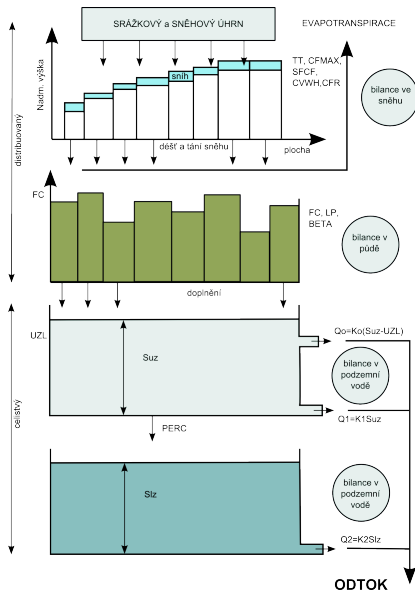 SRÁŽKOVÝ a SNĚHOVÝ ÚHRN
EVAPOTRANSPIRACE
Nadm. výška
sníh
TT, CFMAX,
SFCF,
CVWH,CFR
bilance ve
sněhu
déšť a tání sněhu
plocha
distribuovaný
FC
FC, LP,
BETA
bilance v
půdě
doplnění
UZL
Suz
Qo=Ko(Suz-UZL)
bilance v
podzemní
vodě
Q1=K1Suz
PERC
celistvý
Slz
bilance v
podzemní
vodě
Q2=K2Slz
ODTOK